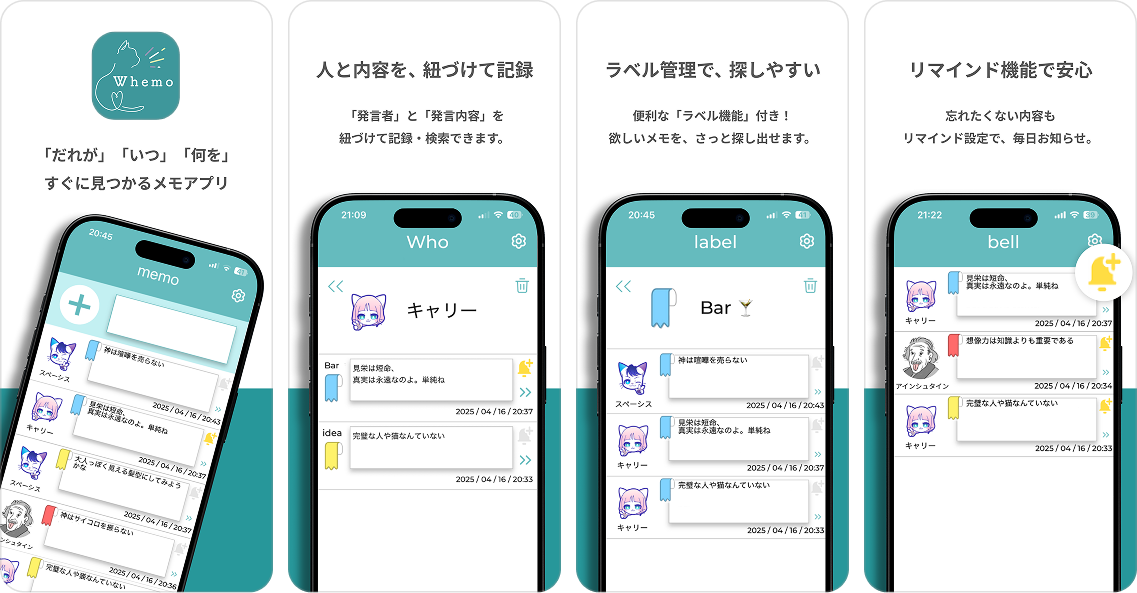 Whemo
「だれが」「いつ」「何を」
すぐに見つかるメモアプリ
20:45
41
memo
神は喧嘩を売らない
スペーシス
2025 / 04 / 16 / 20:43
見栄は短命、
真実は永遠なのよ。単純ね
キャリー
2025 / 04 / 16 / 20:37
大人っぽく見える髪型にしてみよう
かな
スペーシス
2025 / 04 / 16 / 20:37
神はサイコロを振らない
ンシュタイン
2025 / 04 / 16 / 20:36
完璧な人や猫なんていない
人と内容を、紐づけて記録
「発言者」と「発言内容」を
紐づけて記録・検索できます。
21:09
40
Who
キャリー
Bar
見栄は短命、
真実は永遠なのよ。単純ね
2025 / 04 / 16 / 20:37
idea
完璧な人や猫なんていない
2025 / 04 / 16 / 20:33
ラベル管理で、探しやすい
便利な「ラベル機能」付き！
欲しいメモを、さっと探し出せます。
20:45
41
label
Bar🍸
神は喧嘩を売らない
スペーシス
2025 / 04 / 16 / 20:43
見栄は短命、
真実は永遠なのよ。単純ね
キャリー
2025 / 04 / 16 / 20:37
完璧な人や猫なんていない
キャリー
2025 / 04 / 16 / 20:33
リマインド機能で安心
忘れたくない内容も
リマインド設定で、毎日お知らせ。
21:22
bell
見栄は短命、
真実は永遠なのよ。単純ね
キャリー
2025 / 04 / 16 / 20:37
想像力は知識よりも重要である
アインシュタイン
2025 / 04 / 16 / 20:34
完璧な人や猫なんていない
キャリー
2025 / 04 / 16 / 20:33